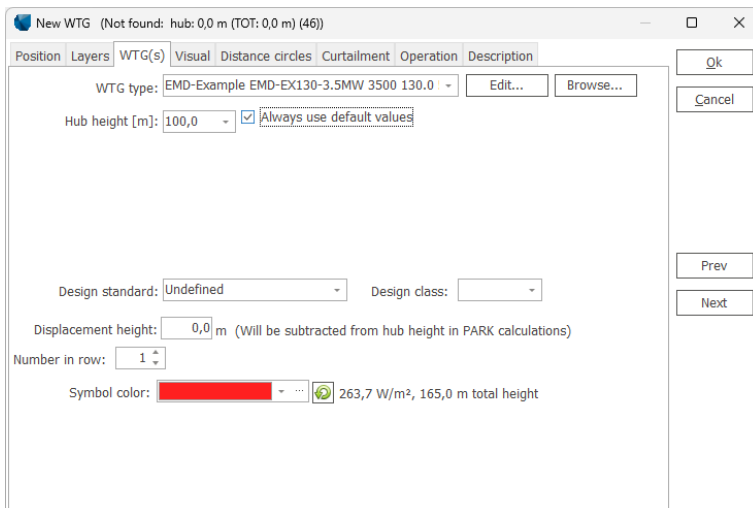 New WTG (Not found: hub: 0,0 m (TOT: 0,0 m) (46))
Position Layers WTG(s) Visual Distance circles Curtailment Operation Description
Ok
WTG type: EMD-Example EMD-EX130-3.5MW 3500 130.0 Edit... Browse...
Cancel
Hub height [m]: 100,0 Always use default values
Prev
Design standard: Undefined Design class:
Next
Displacement height: 0,0 m (Will be subtracted from hub height in PARK calculations)
Number in row: 1
Symbol color: ... 263,7 W/m², 165,0 m total height